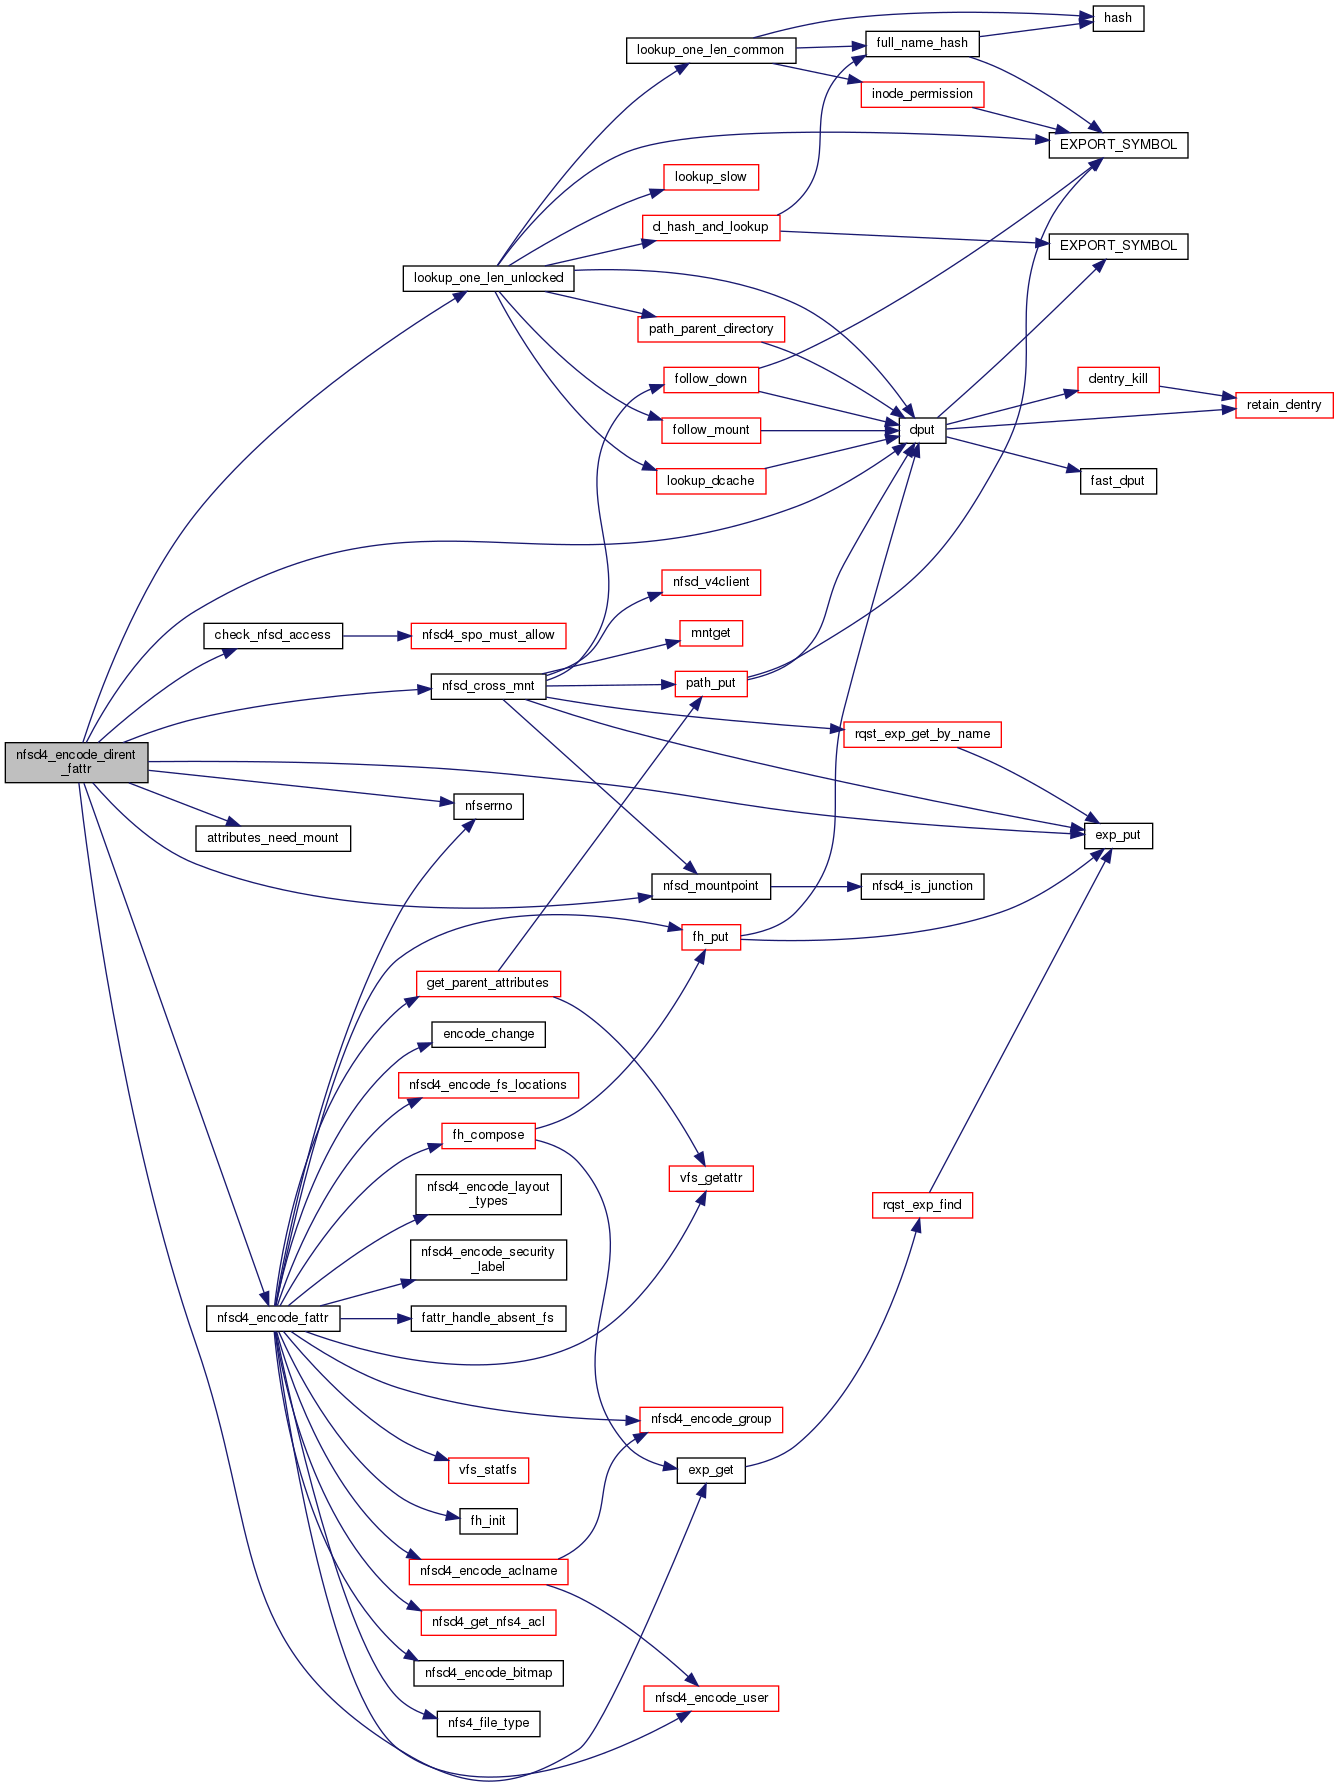 hash
lookup_one_len_common
full_name_hash
inode_permission
EXPORT_SYMBOL
lookup_slow
d_hash_and_lookup
EXPORT_SYMBOL
lookup_one_len_unlocked
path_parent_directory
follow_down
dentry_kill
retain_dentry
follow_mount
dput
lookup_dcache
fast_dput
nfsd_v4client
check_nfsd_access
nfsd4_spo_must_allow
mntget
nfsd_cross_mnt
path_put
rqst_exp_get_by_name
nfsd4_encode_dirent
_fattr
nfserrno
attributes_need_mount
exp_put
nfsd_mountpoint
nfsd4_is_junction
fh_put
get_parent_attributes
encode_change
nfsd4_encode_fs_locations
fh_compose
vfs_getattr
nfsd4_encode_layout
_types
rqst_exp_find
nfsd4_encode_security
_label
nfsd4_encode_fattr
fattr_handle_absent_fs
nfsd4_encode_group
vfs_statfs
exp_get
fh_init
nfsd4_encode_aclname
nfsd4_get_nfs4_acl
nfsd4_encode_bitmap
nfsd4_encode_user
nfs4_file_type